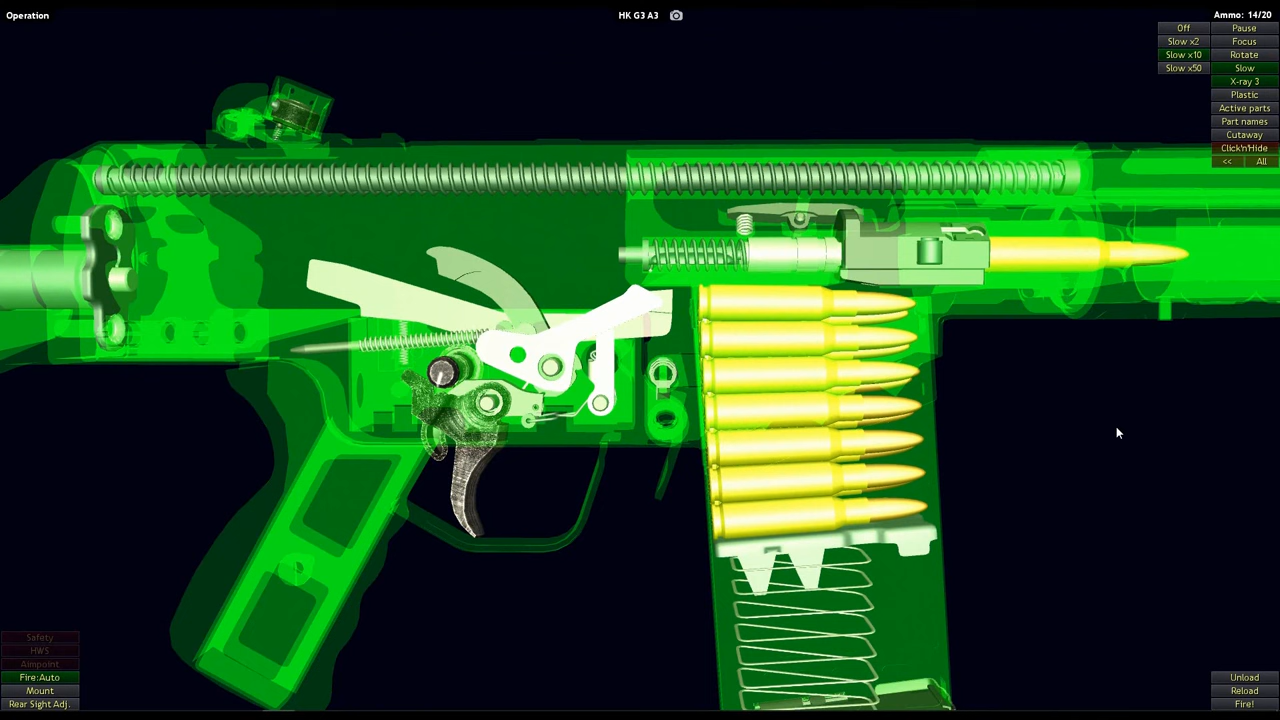 Operation
HK G3 A3
Ammo: 14/20
Off
Pause
Slow x2
Focus
Slow x10
Rotate
Slow x50
Slow
X-ray 3
Plastic
Active parts
Part names
Cutaway
Click'n'Hide
<<
All
Safety
HWS
Aimpoint
Fire:Auto
Mount
Rear Sight Adj.
Unload
Reload
Fire!